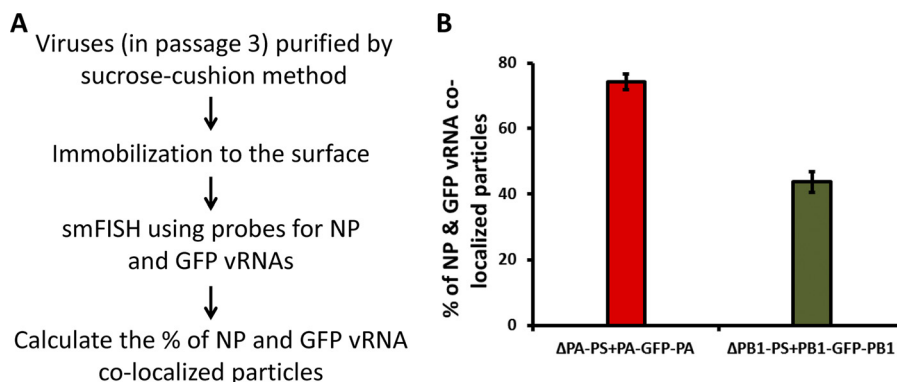 A
Viruses (in passage 3) purified by
sucrose-cushion method
Immobilization to the surface
smFISH using probes for NP
and GFP vRNAs
Calculate the % of NP and GFP vRNA
co-localized particles
B
% of NP & GFP vRNA co-
localized particles
80
60
40
20
0
ΔPA-PS+PA-GFP-PA
ΔPB1-PS+PB1-GFP-PB1